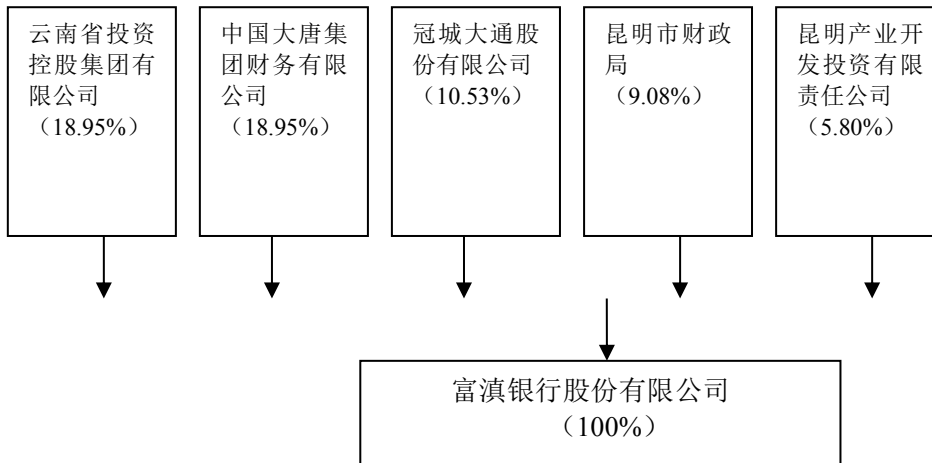 云南省投资
控股集团有
限公司
（18.95%）
中国大唐集
团财务有限
公司
（18.95%）
冠城大通股
份有限公司
（10.53%）
昆明市财政
局
（9.08%）
昆明产业开
发投资有限
责任公司
（5.80%）
富滇银行股份有限公司
（100%）